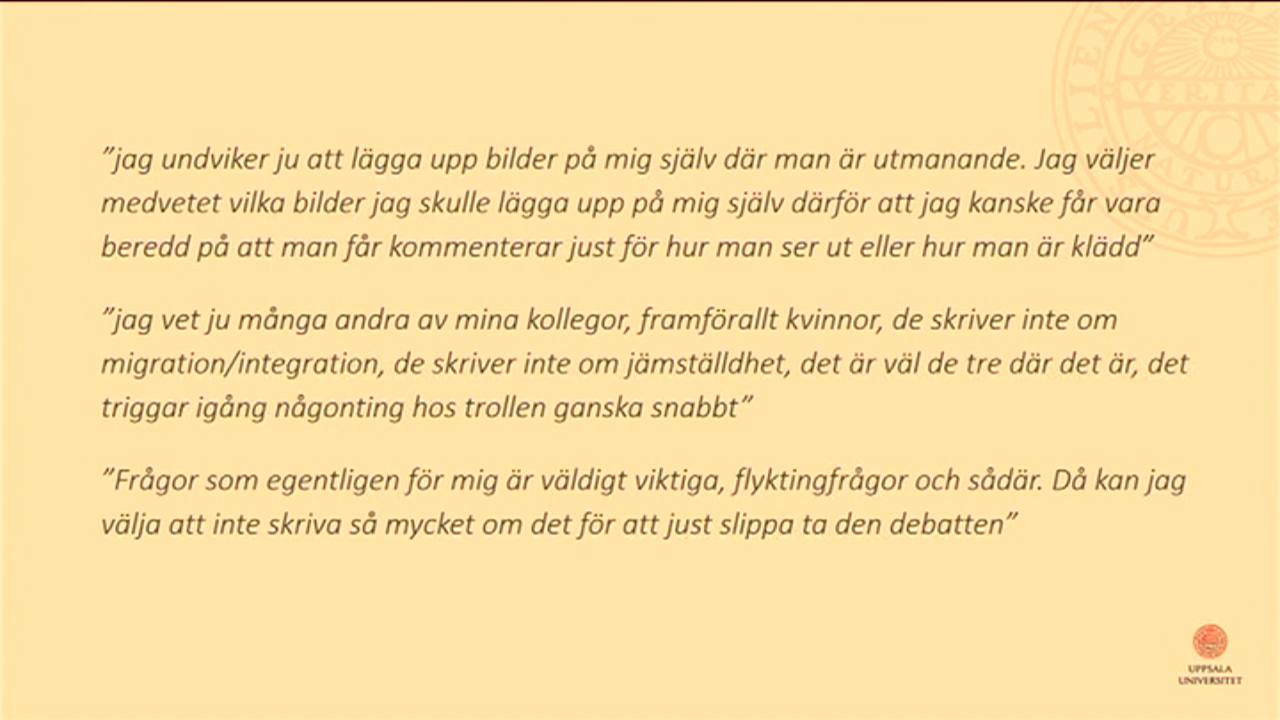 ”jag undviker ju att lägga upp bilder på mig själv där man är utmanande. Jag väljer
medvetet vilka bilder jag skulle lägga upp på mig själv därför att jag kanske får vara
beredd på att man får kommenterar just för hur man ser ut eller hur man är klädd”
”jag vet ju många andra av mina kollegor, framförallt kvinnor, de skriver inte om
migration/integration, de skriver inte om jämställdhet, det är väl de tre där det är, det
triggar igång någonting hos trollen ganska snabbt”
”Frågor som egentligen för mig är väldigt viktiga, flyktingfrågor och sådär. Då kan jag
välja att inte skriva så mycket om det för att just slippa ta den debatten”
VERITA
UPPSALA
UNIVERSITET